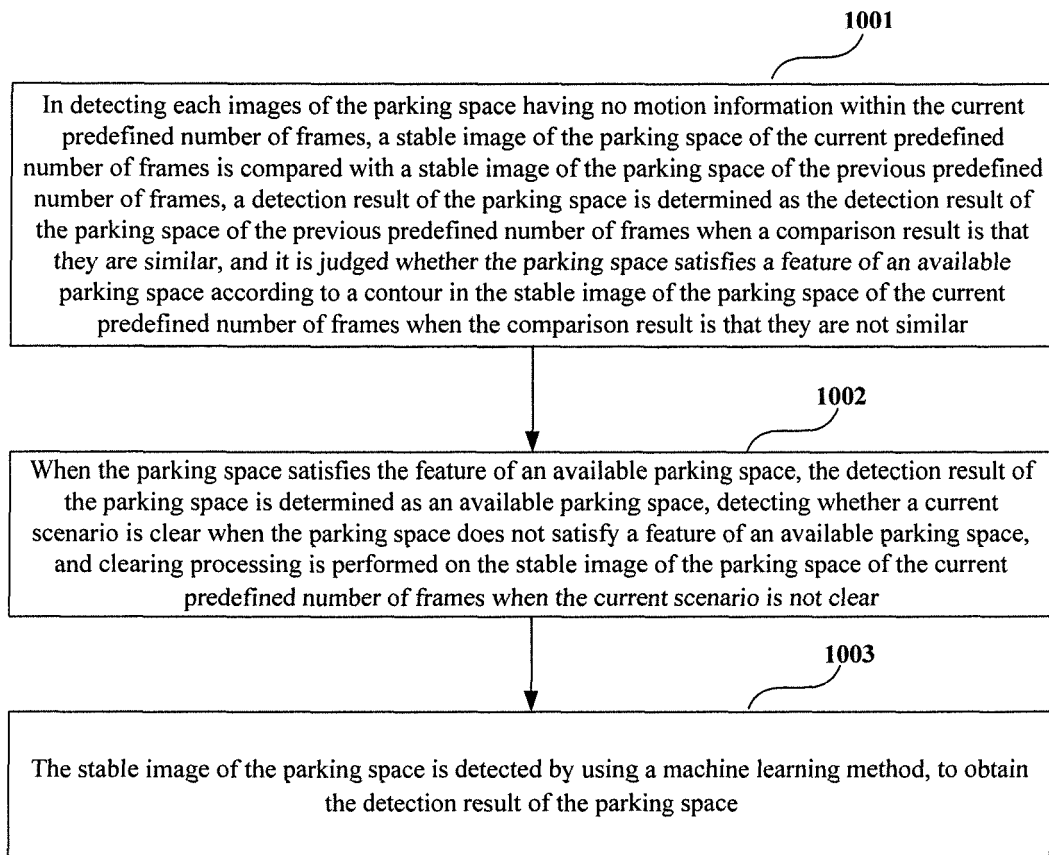 1001
In detecting each images of the parking space having no motion information within the current
predefined number of frames, a stable image of the parking space of the current predefined
number of frames is compared with a stable image of the parking space of the previous predefined
number of frames, a detection result of the parking space is determined as the detection result of
the parking space of the previous predefined number of frames when a comparison result is that
they are similar, and it is judged whether the parking space satisfies a feature of an available
parking space according to a contour in the stable image of the parking space of the current
predefined number of frames when the comparison result is that they are not similar
1002
When the parking space satisfies the feature of an available parking space, the detection result of
the parking space is determined as an available parking space, detecting whether a current
scenario is clear when the parking space does not satisfy a feature of an available parking space,
and clearing processing is performed on the stable image of the parking space of the current
predefined number of frames when the current scenario is not clear
1003
The stable image of the parking space is detected by using a machine learning method, to obtain
the detection result of the parking space